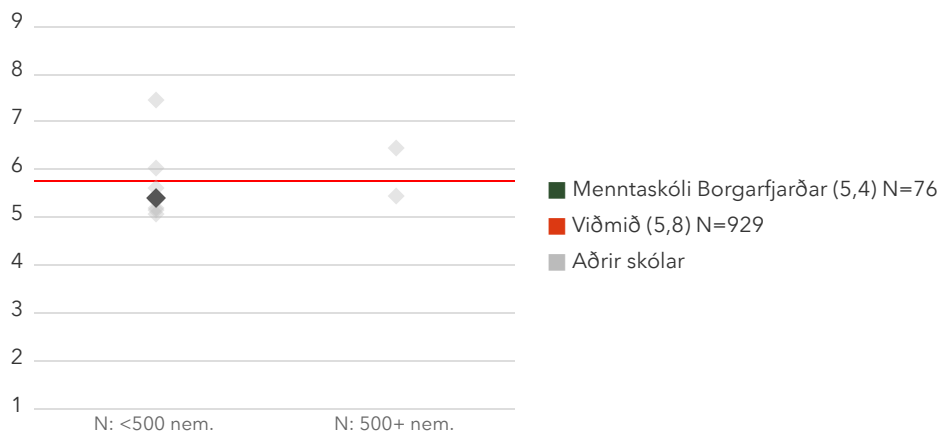 9
8
7
6
5
4
3
2
1
N: <500 nem.
N: 500+ nem.
Menntaskóli Borgarfjarðar (5,4) N=76
Viðmið (5,8) N=929
Aðrir skólar